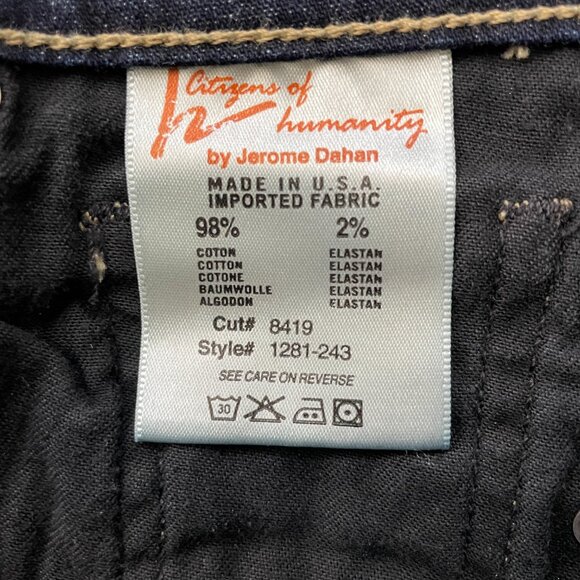 Citizens of
humanity
by Jerome Dahan
MADE IN U.S.A.
IMPORTED FABRIC
98% 2%
COTON ELASTAN
COTTON ELASTAN
COTONE ELASTAN
BAUMWOLLE ELASTAN
ALGODON ELASTAN
Cut# 8419
Style# 1281-243
SEE CARE ON REVERSE
30